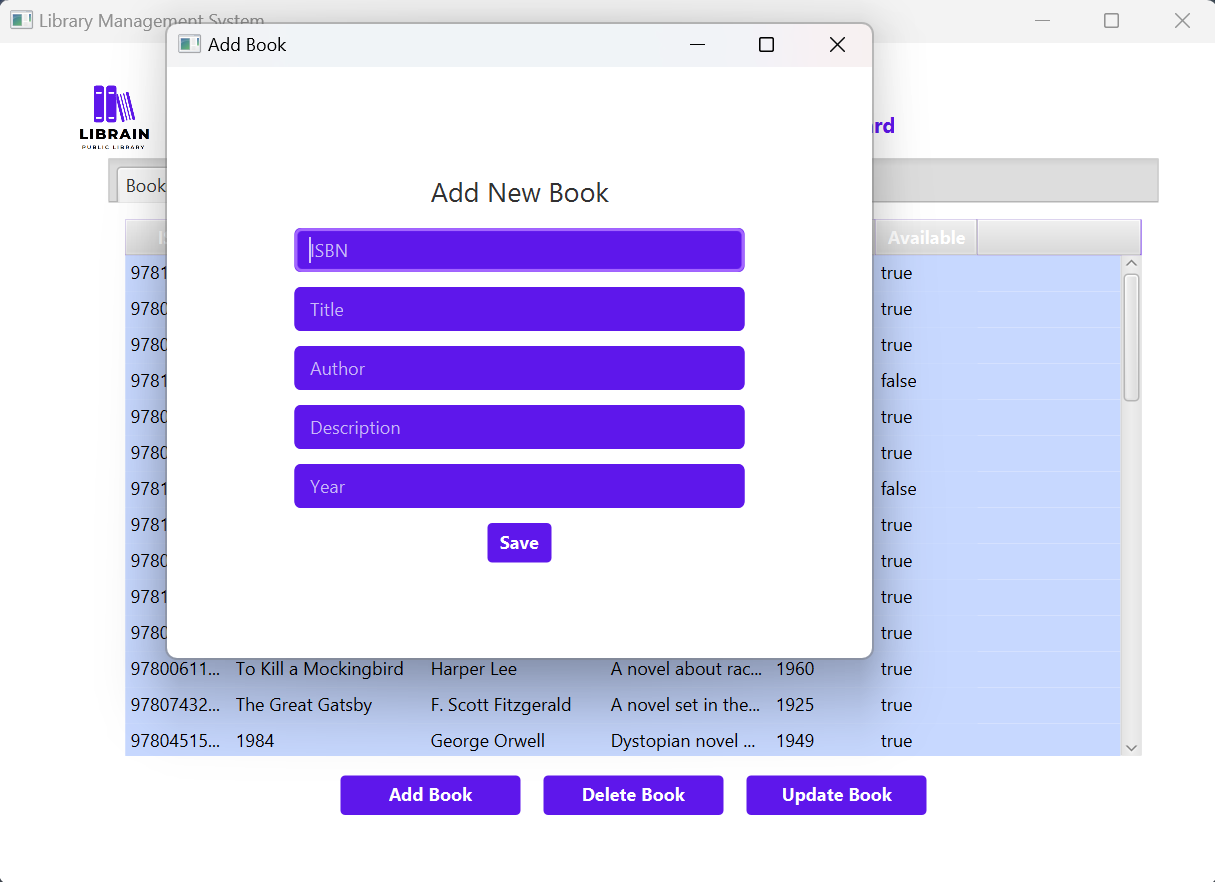 Library Management System
Add Book
LIBRAIN
PUBLIC LIBRARY
Add New Book
ISBN
Title
Author
Description
Year
Save
Book
Available
9781 true
9780 true
9780 true
9781 false
9780 true
9780 true
9781 false
9781 true
9780 true
9781 true
9780 true
97800611... To Kill a Mockingbird Harper Lee A novel about rac... 1960 true
97807432... The Great Gatsby F. Scott Fitzgerald A novel set in the... 1925 true
97804515... 1984 George Orwell Dystopian novel ... 1949 true
Add Book Delete Book Update Book